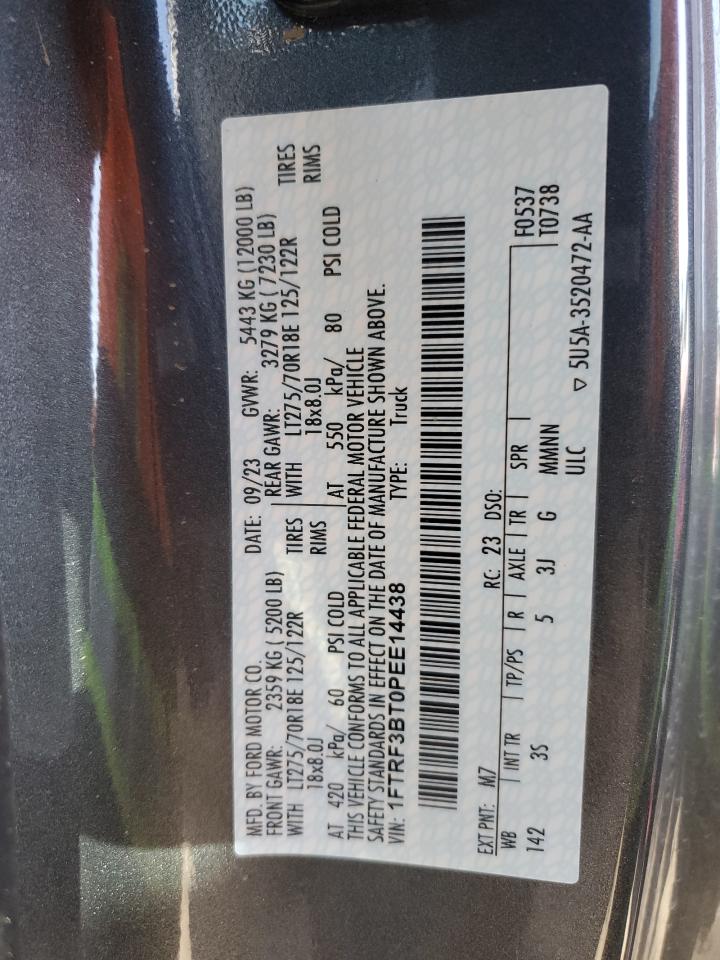 MFD. BY FORD MOTOR CO. DATE: 09/23 GVWR: 5443 KG (12000 LB)
FRONT GAWR: 2359 KG ( 5200 LB) REAR GAWR: 3279 KG ( 7230 LB)
WITH LT275/70R18E 125/122R TIRES WITH LT275/70R18E 125/122R TIRES
18x8.0J RIMS 18x8.0J RIMS
AT 420 kPa/ 60 PSI COLD AT 550 kPa/ 80 PSI COLD
THIS VEHICLE CONFORMS TO ALL APPLICABLE FEDERAL MOTOR VEHICLE
SAFETY STANDARDS IN EFFECT ON THE DATE OF MANUFACTURE SHOWN ABOVE.
VIN: 1FTRF3BT0PEE14438 TYPE: Truck
EXT PNT: M7 RC: 23 DSO:
WB INT TR TP/PS R AXLE TR SPR F0537
142 3S 5 3J G MMNN T0738
ULC ▽ 5U5A-3520472-AA